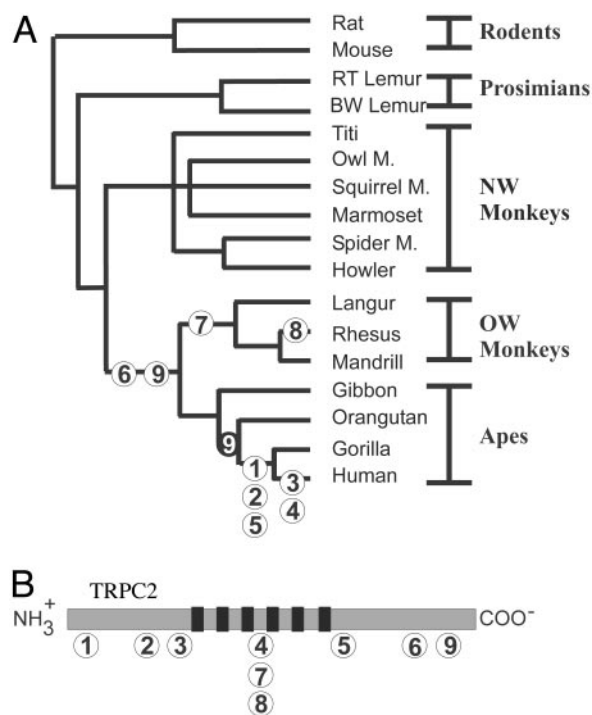 A
Rat
Mouse
Rodents
RT Lemur
BW Lemur
Prosimians
Titi
Owl M.
Squirrel M.
Marmoset
Spider M.
Howler
NW
Monkeys
Langur
Rhesus
Mandrill
OW
Monkeys
Gibbon
Orangutan
Gorilla
Human
Apes
7
8
6 9
9
1
2
5
3
4
B
TRPC2
NH3+
COO-
1 2 3 4 5 6 9
7
8